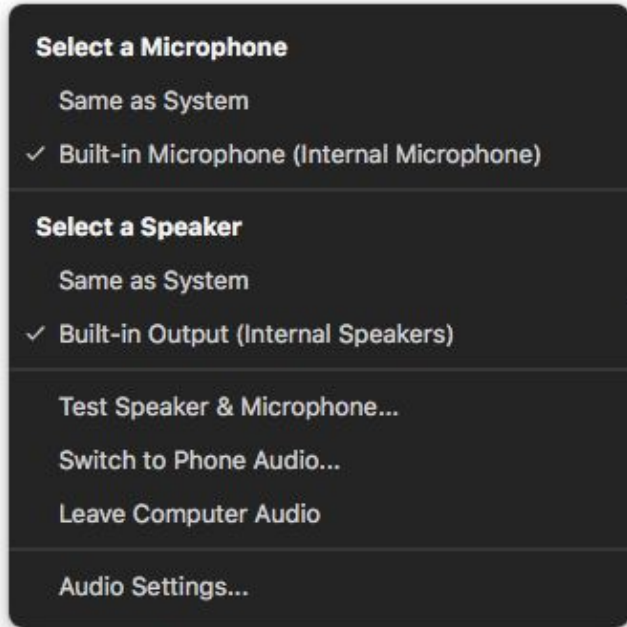 Select a Microphone
Same as System
✓ Built-in Microphone (Internal Microphone)
Select a Speaker
Same as System
✓ Built-in Output (Internal Speakers)
Test Speaker & Microphone...
Switch to Phone Audio...
Leave Computer Audio
Audio Settings...